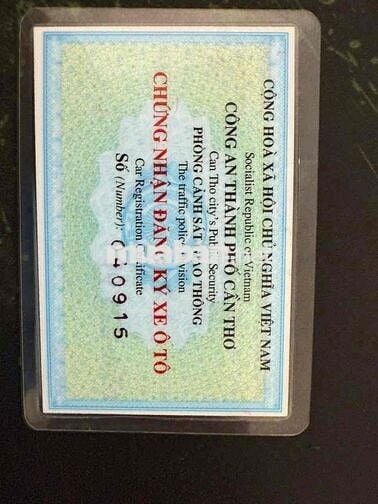 CỘNG HOÀ XÃ HỘI CHỦ NGHĨA VIỆT NAM
Socialist Republic of Vietnam
CÔNG AN THÀNH PHỐ CẦN THƠ
Can Tho city's Public Security
PHÒNG CẢNH SÁT GIAO THÔNG
The traffic police division
CHỨNG NHẬN ĐĂNG KÝ XE Ô TÔ
Car Registration Certificate
Số (Number): 040915